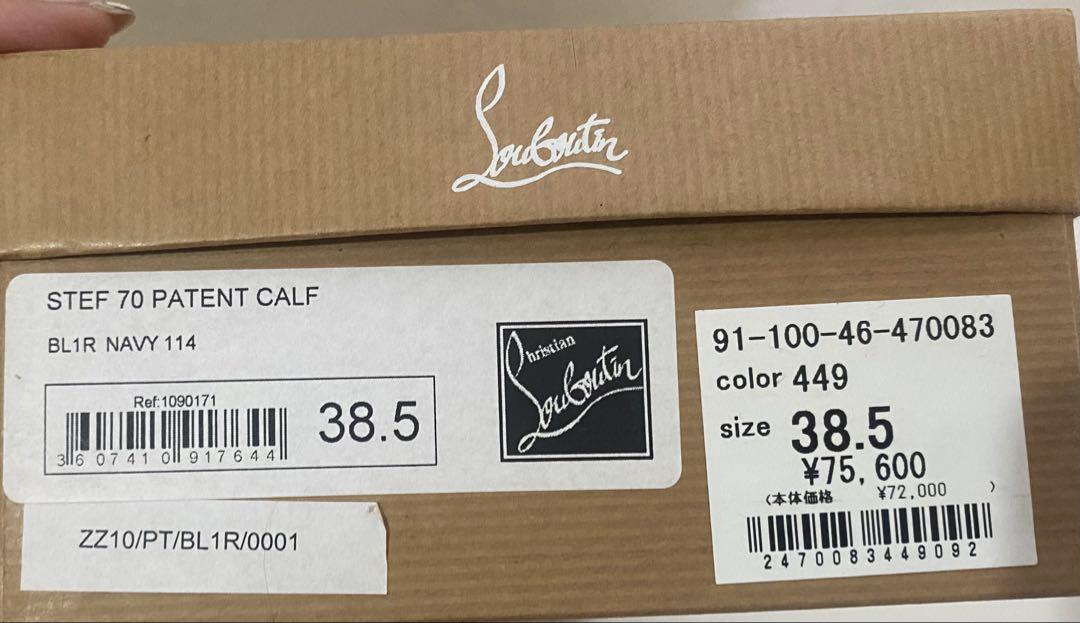 Louboutin
STEF 70 PATENT CALF
BL1R NAVY 114
Ref:1090171
3 607410 917644
38.5
Christian
Louboutin
ZZ10/PT/BL1R/0001
91-100-46-470083
color 449
size 38.5
¥75,600
(本体価格 ¥72,000 )
2470083449092